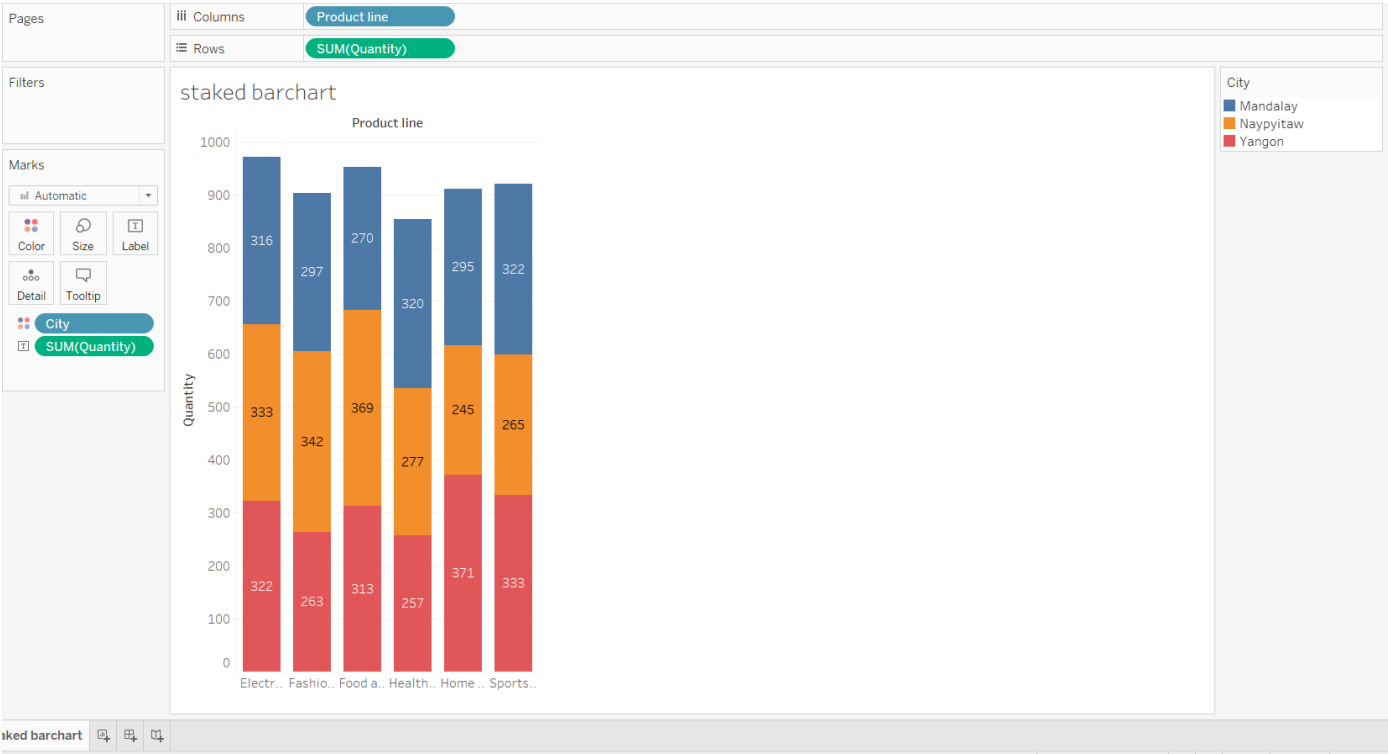 Pages
Columns
Product line
Rows
SUM(Quantity)
Filters
Marks
Automatic
Color
Size
Label
Detail
Tooltip
City
SUM(Quantity)
staked barchart
Product line
Quantity
1000
900
800
700
600
500
400
300
200
100
0
316
297
270
320
295
322
333
342
369
277
245
265
322
263
313
257
371
333
Electr..
Fashio..
Food a..
Health..
Home ..
Sports..
City
Mandalay
Naypyitaw
Yangon
aked barchart